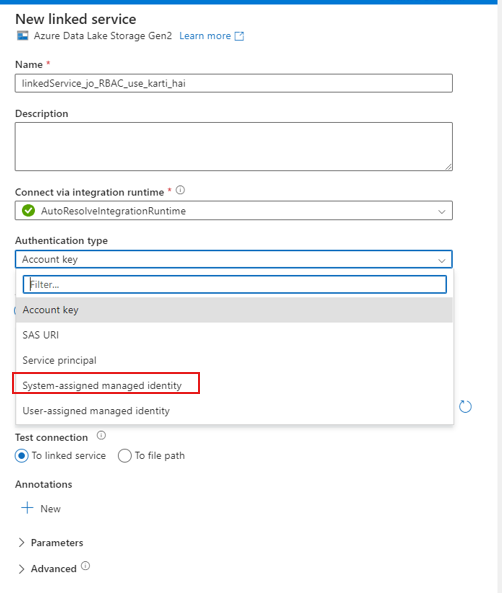 New linked service
Azure Data Lake Storage Gen2 Learn more
Name *
linkedService_jo_RBAC_use_karti_hai
Description
Connect via integration runtime *
AutoResolveIntegrationRuntime
Authentication type
Account key
Filter...
Account key
SAS URI
Service principal
System-assigned managed identity
User-assigned managed identity
Test connection
To linked service To file path
Annotations
New
Parameters
Advanced